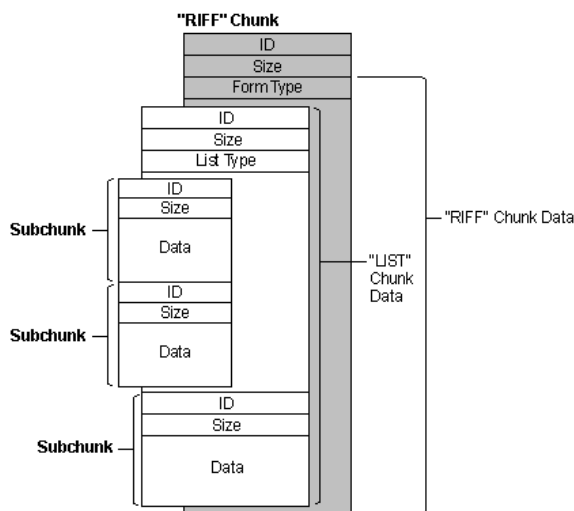 "RIFF" Chunk
ID
Size
Form Type
ID
Size
List Type
ID
Size
Data
Subchunk
ID
Size
Data
Subchunk
ID
Size
Data
Subchunk
"LIST"
Chunk
Data
"RIFF" Chunk Data